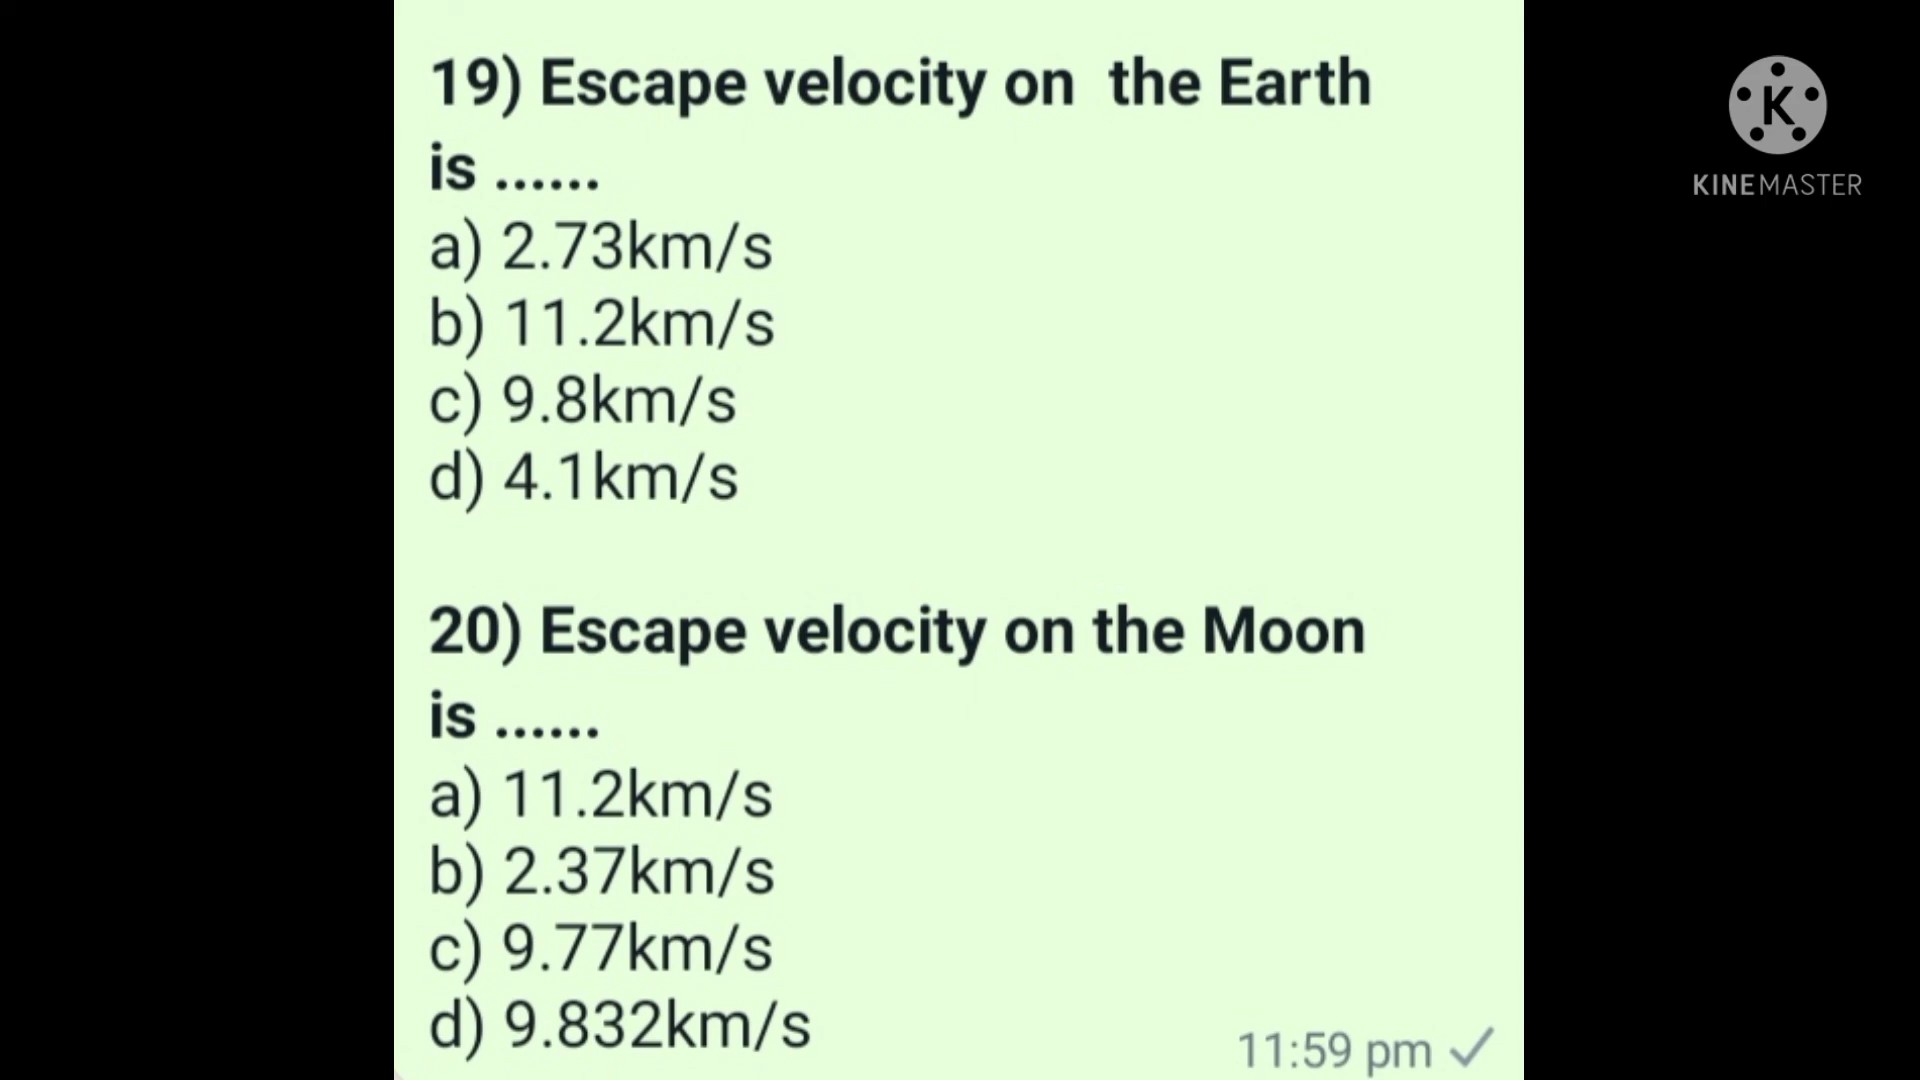 19) Escape velocity on  the Earth
is ......
a) 2.73km/s
b) 11.2km/s
c) 9.8km/s
d) 4.1km/s
20) Escape velocity on the Moon
is ......
a) 11.2km/s
b) 2.37km/s
c) 9.77km/s
d) 9.832km/s
11:59 pm
K
KINEMASTER